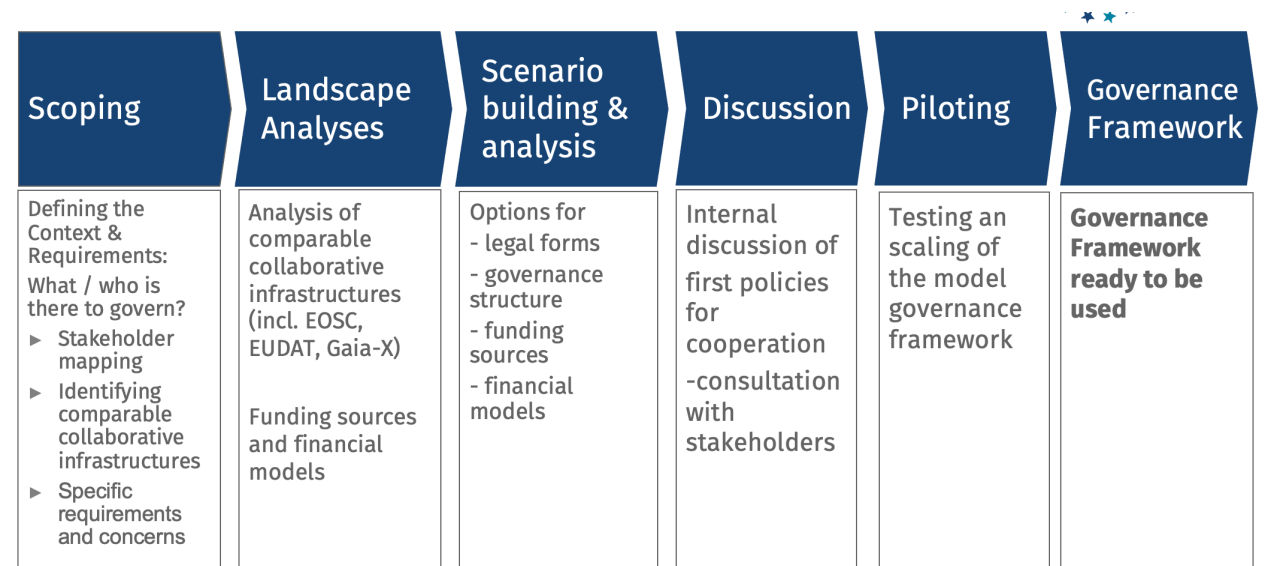 Scoping
Landscape
Analyses
Scenario
building &
analysis
Discussion
Piloting
Governance
Framework
Defining the
Context &
Requirements:
What / who is
there to govern?
► Stakeholder
mapping
► Identifying
comparable
collaborative
infrastructures
► Specific
requirements
and concerns
Analysis of
comparable
collaborative
infrastructures
(incl. EOSC,
EUDAT, Gaia-X)
Funding sources
and financial
models
Options for
- legal forms
- governance
structure
- funding
sources
- financial
models
Internal
discussion of
first policies
for
cooperation
-consultation
with
stakeholders
Testing an
scaling of
the model
governance
framework
Governance
Framework
ready to be
used